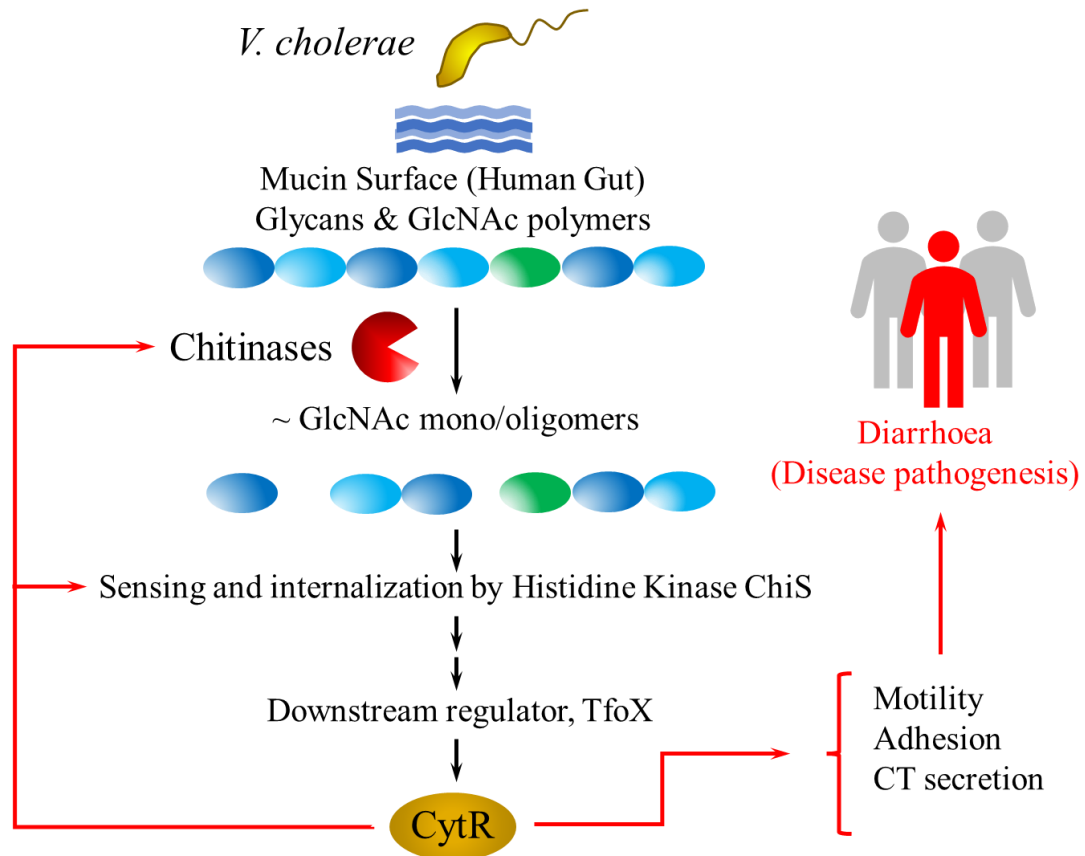 V. cholerae
Mucin Surface (Human Gut)
Glycans & GlcNAc polymers
Chitinases
~ GlcNAc mono/oligomers
Diarrhoea
(Disease pathogenesis)
Sensing and internalization by Histidine Kinase ChiS
Downstream regulator, TfoX
Motility
Adhesion
CT secretion
CytR